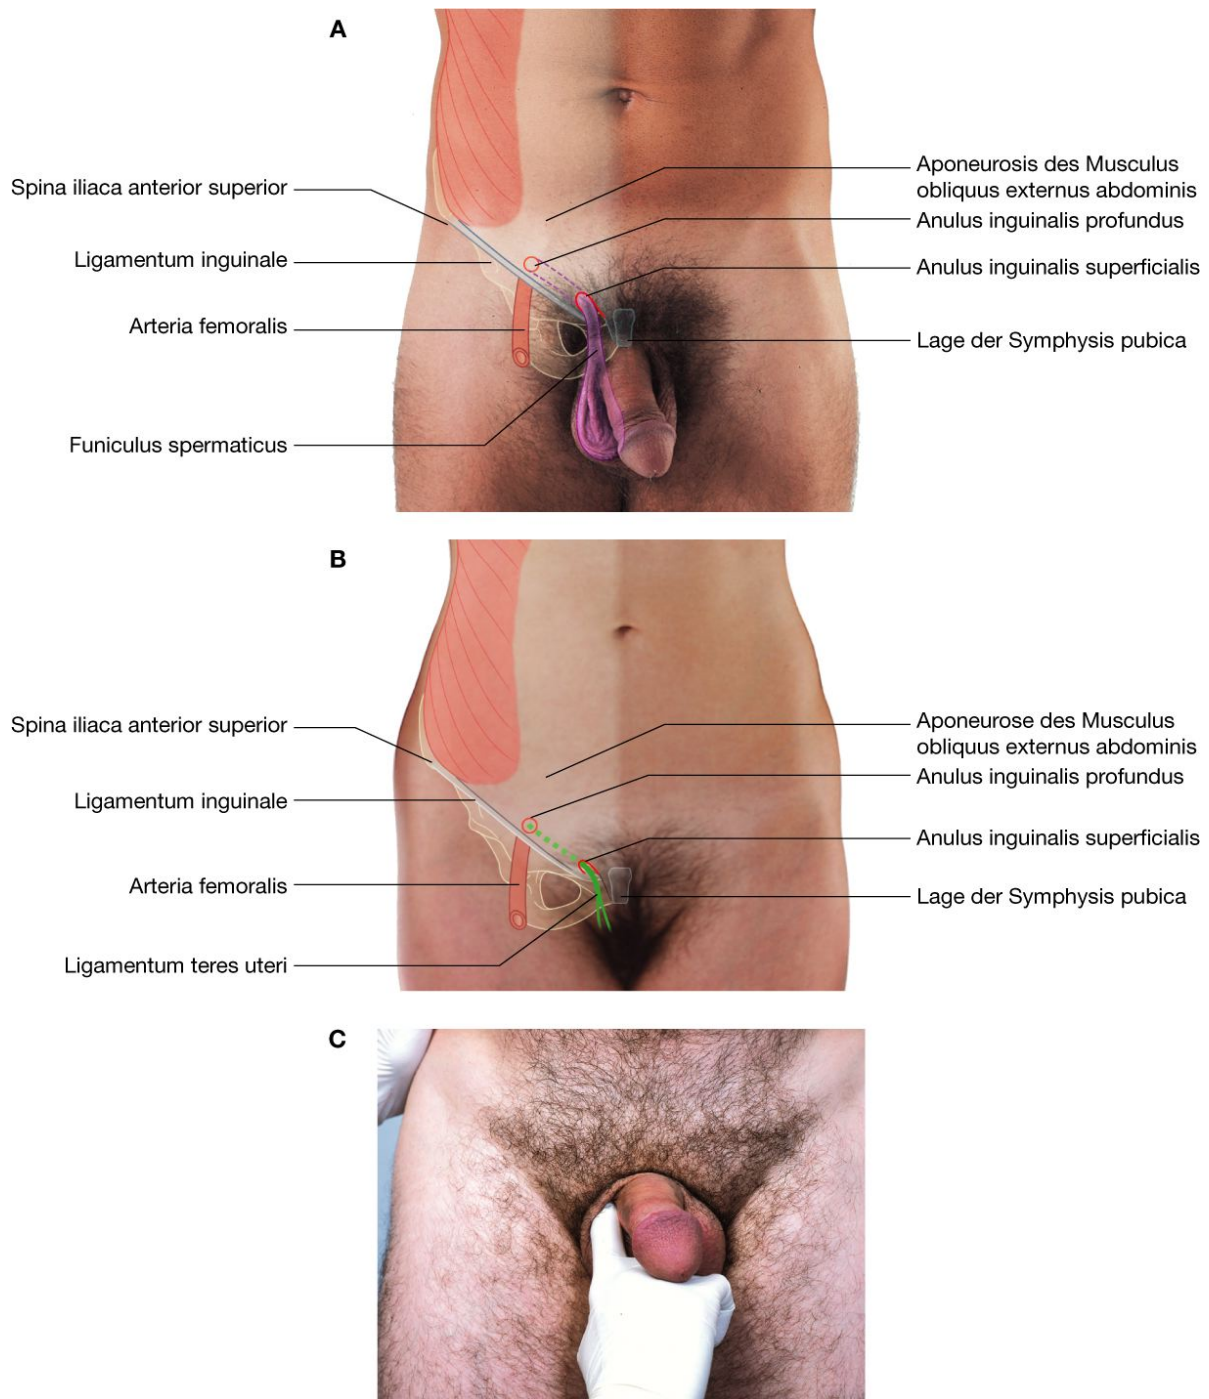 A
Spina iliaca anterior superior
Ligamentum inguinale
Arteria femoralis
Funiculus spermaticus
Aponeurosis des Musculus
obliquus externus abdominis
Anulus inguinalis profundus
Anulus inguinalis superficialis
Lage der Symphysis pubica
B
Spina iliaca anterior superior
Ligamentum inguinale
Arteria femoralis
Ligamentum teres uteri
Aponeurose des Musculus
obliquus externus abdominis
Anulus inguinalis profundus
Anulus inguinalis superficialis
Lage der Symphysis pubica
C